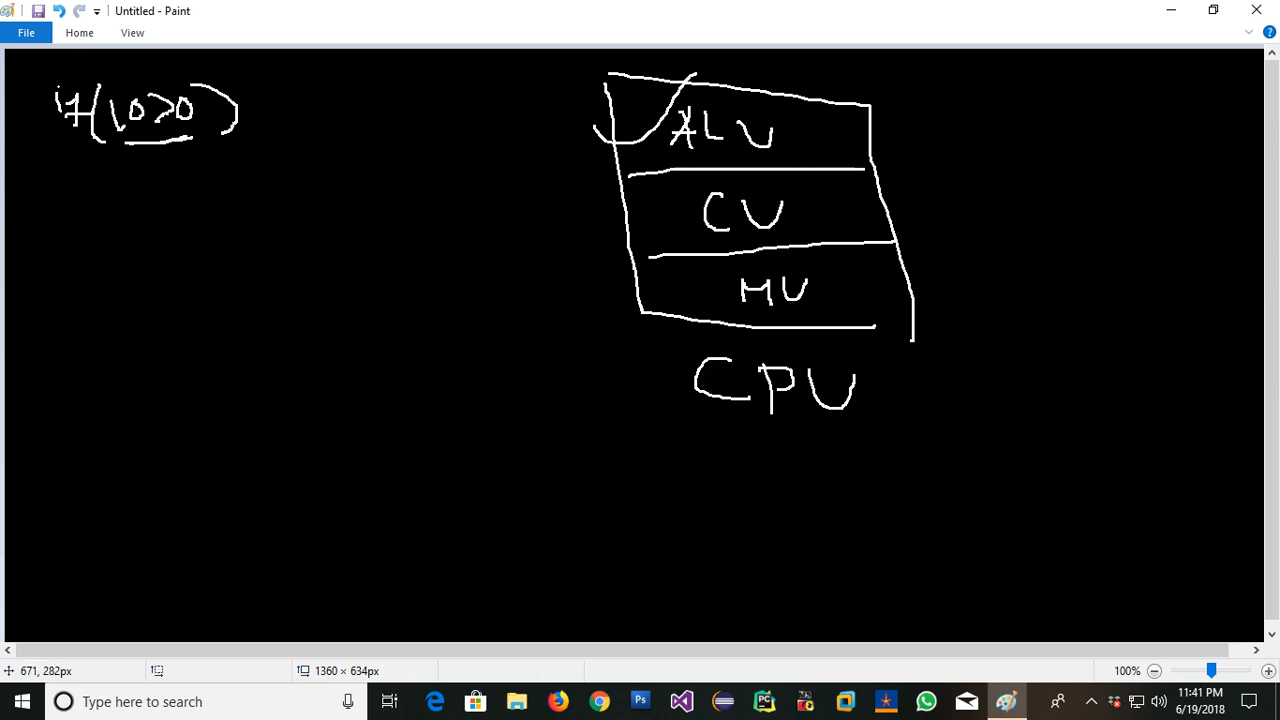 Untitled - Paint
File Home View
if(10>0)
ALU
CU
MU
CPU
671, 282px
1360 × 634px
100%
Type here to search
11:41 PM
6/19/2018